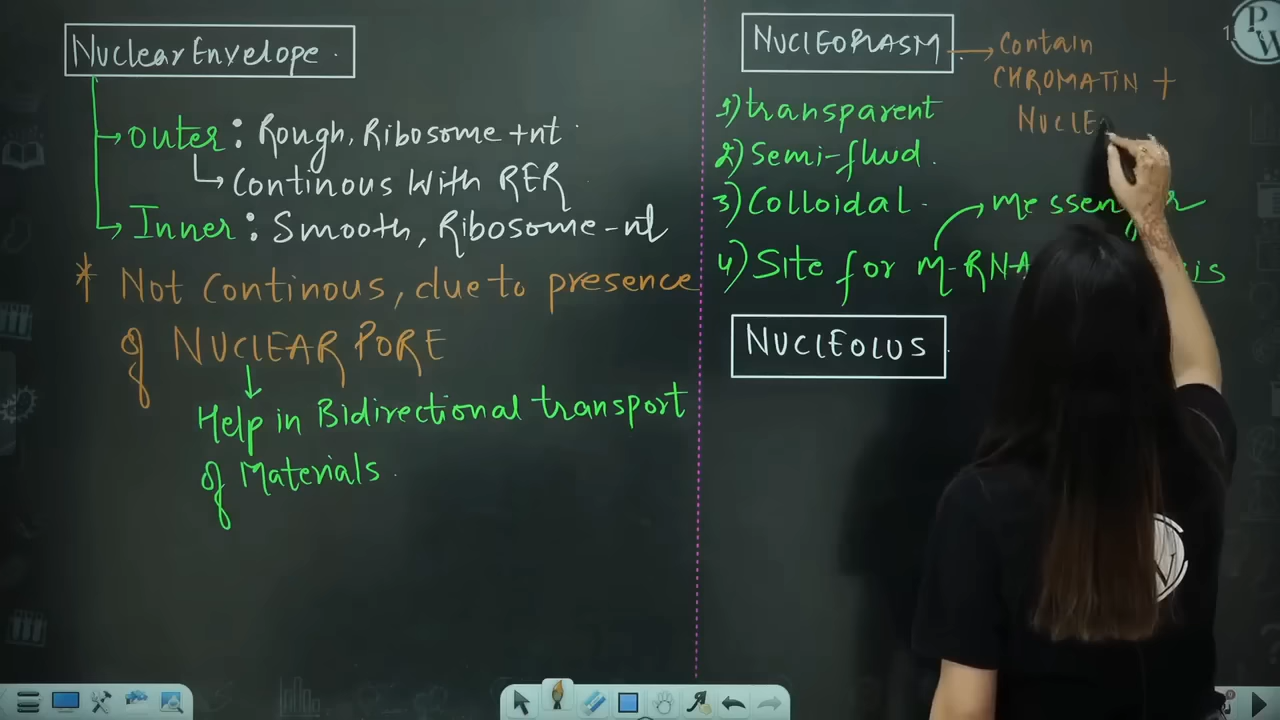 Nuclear Envelope.
outer: Rough, Ribosome +nt
Continous With RER
Inner: Smooth, Ribosome -nt
* Not Continous, due to presence
of NUCLEAR PORE
Help in Bidirectional transport
of Materials.
NUCLEOPLASM.
Contain
CHROMATIN +
NUCLE
1) transparent
2) Semi-fluid.
3) Colloidal.
4) Site for m-RNA
NUCLEOLUS
PW